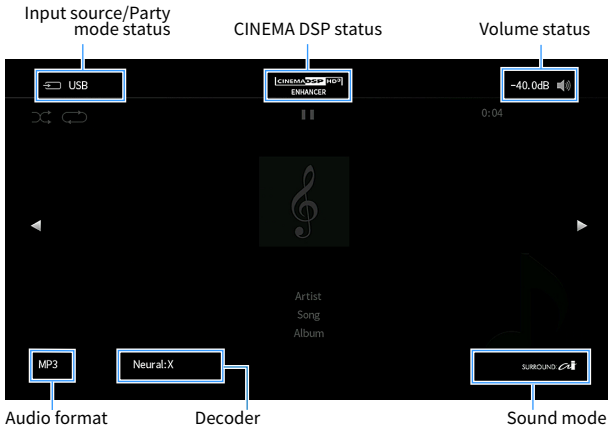 Input source/Party
mode status
CINEMA DSP status
Volume status
USB
CINEMA DSP HD³
ENHANCER
-40.0dB
0:04
Artist
Song
Album
MP3
Neural:X
SURROUND: AI
Audio format
Decoder
Sound mode